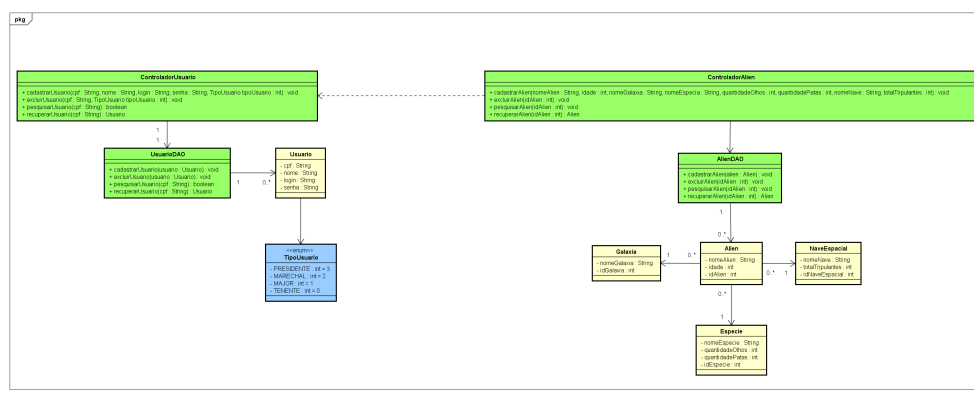 pkg
ControladorUsuario
+ cadastrarUsuario(cpf : String, nome : String, login : String, senha : String, TipoUsuario tipoUsuario : int) : void
+ excluirUsuario(cpf : String, TipoUsuario tipoUsuario : int) : void
+ pesquisarUsuario(cpf : String) : boolean
+ recuperarUsuario(cpf : String) : Usuario
ControladorAlien
+ cadastrarAlien(nomeAlien : String, idade : int, nomeGalaxia : String, nomeEspecia : String, quantidadeOlhos : int, quantidadePatas : int, nomeNave : String, totalTripulantes : int) : void
+ excluirAlien(idAlien : int) : void
+ pesquisarAlien(idAlien : int) : void
+ recuperarAlien(idAlien : int) : Alien
1
1
UsuarioDAO
+ cadastrarUsuario(usuario : Usuario) : void
+ excluirUsuario(usuario : Usuario) : void
+ pesquisarUsuario(cpf : String) : boolean
+ recuperarUsuario(cpf : String) : Usuario
1
0..*
Usuario
- cpf : String
- nome : String
- login : String
- senha : String
AlienDAO
+ cadastrarAlien(alien : Alien) : void
+ excluirAlien(idAlien : int) : void
+ pesquisarAlien(idAlien : int) : void
+ recuperarAlien(idAlien : int) : Alien
1
0..*
<<enum>>
TipoUsuario
- PRESIDENTE : int = 3
- MARECHAL : int = 2
- MAJOR : int = 1
- TENENTE : int = 0
Galaxia
- nomeGalaxia : String
- idGalaxia : int
1
0..*
Alien
- nomeAlien : String
- idade : int
- idAlien : int
0..*
1
NaveEspacial
- nomeNave : String
- totalTripulantes : int
- idNaveEspacial : int
0..*
1
Especie
- nomeEspecie : String
- quantidadeOlhos : int
- quantidadePatas : int
- idEspecie : int